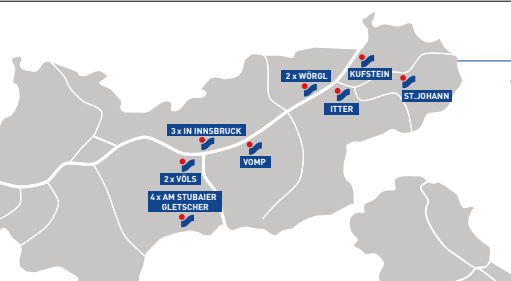 2 x WÖRGL
KUFSTEIN
ST.JOHANN
ITTER
3 x IN INNSBRUCK
VOMP
2 x VÖLS
4 x AM STUBAIER
GLETSCHER